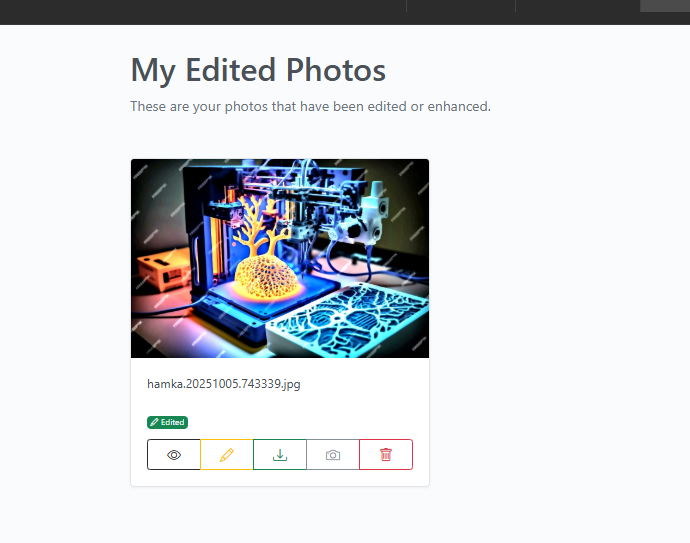 My Edited Photos
These are your photos that have been edited or enhanced.
hamka.20251005.743339.jpg
Edited